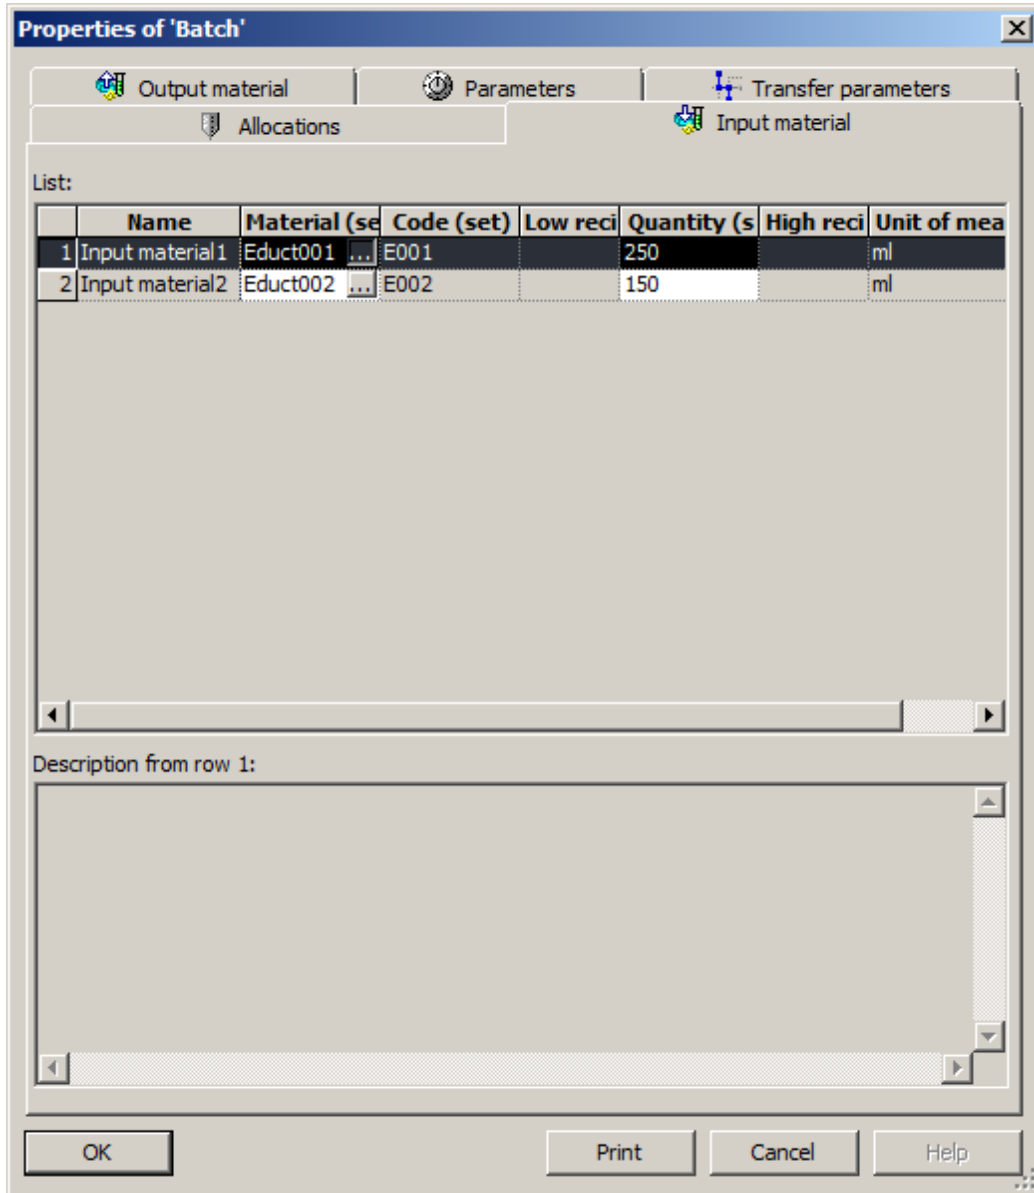 Properties of 'Batch'
Output material Parameters Transfer parameters
Allocations Input material
List:
Name Material (se Code (set) Low reci Quantity (s High reci Unit of mea
1 Input material1 Educt001 ... E001 250 ml
2 Input material2 Educt002 ... E002 150 ml
Description from row 1:
OK Print Cancel Help